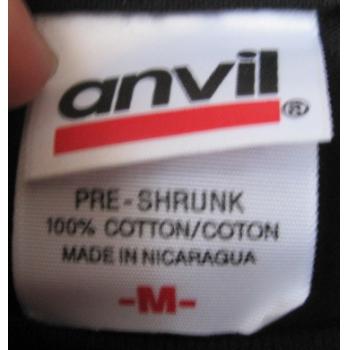 anvil®
PRE-SHRUNK
100% COTTON/COTON
MADE IN NICARAGUA
-M-